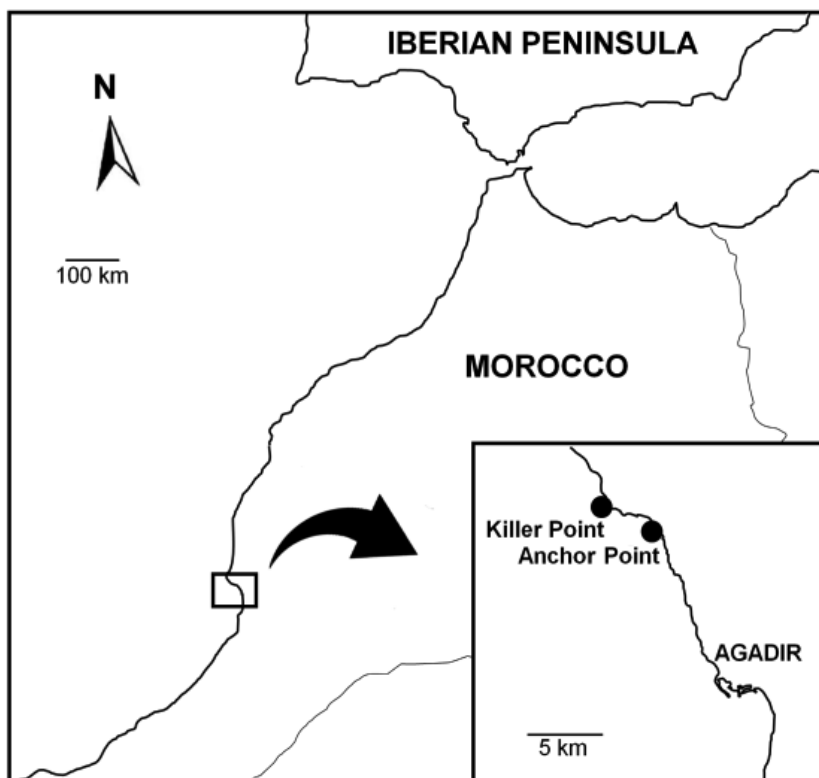 IBERIAN PENINSULA
N
100 km
MOROCCO
Killer Point
Anchor Point
AGADIR
5 km